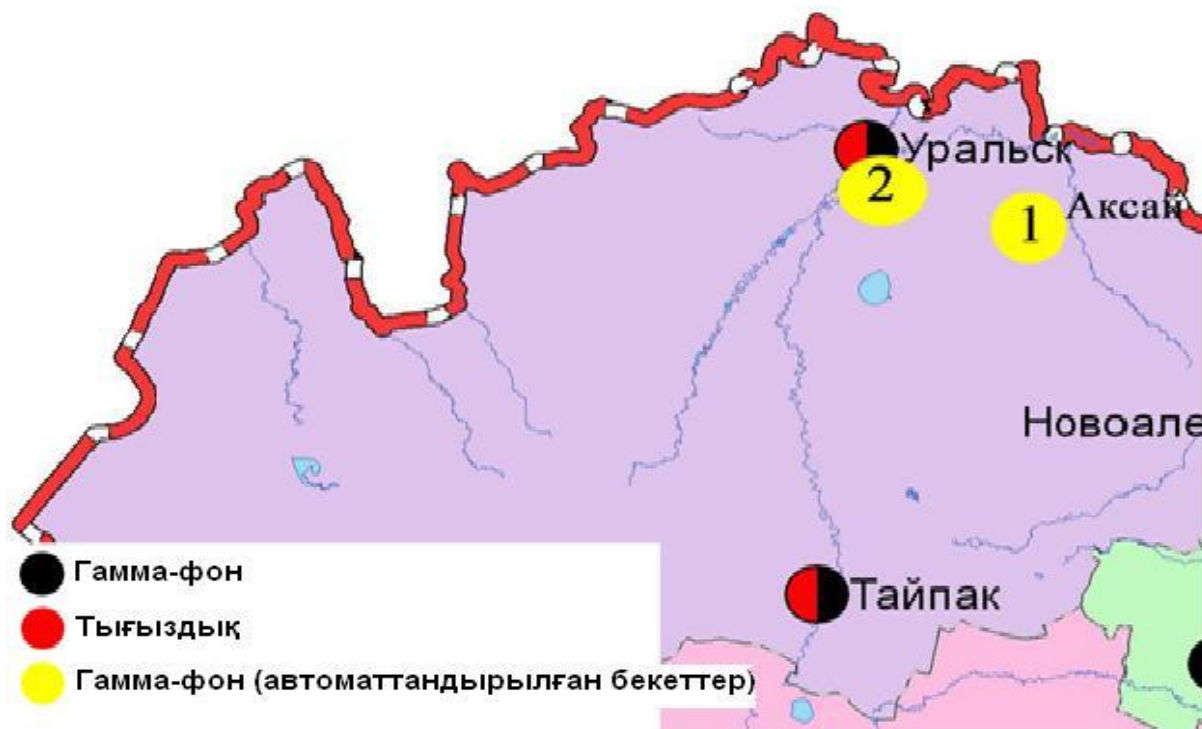 Уральск
2
1
Аксай
Новоале
Тайпак
Гамма-фон
Тығыздық
Гамма-фон (автоматтандырылған бекеттер)